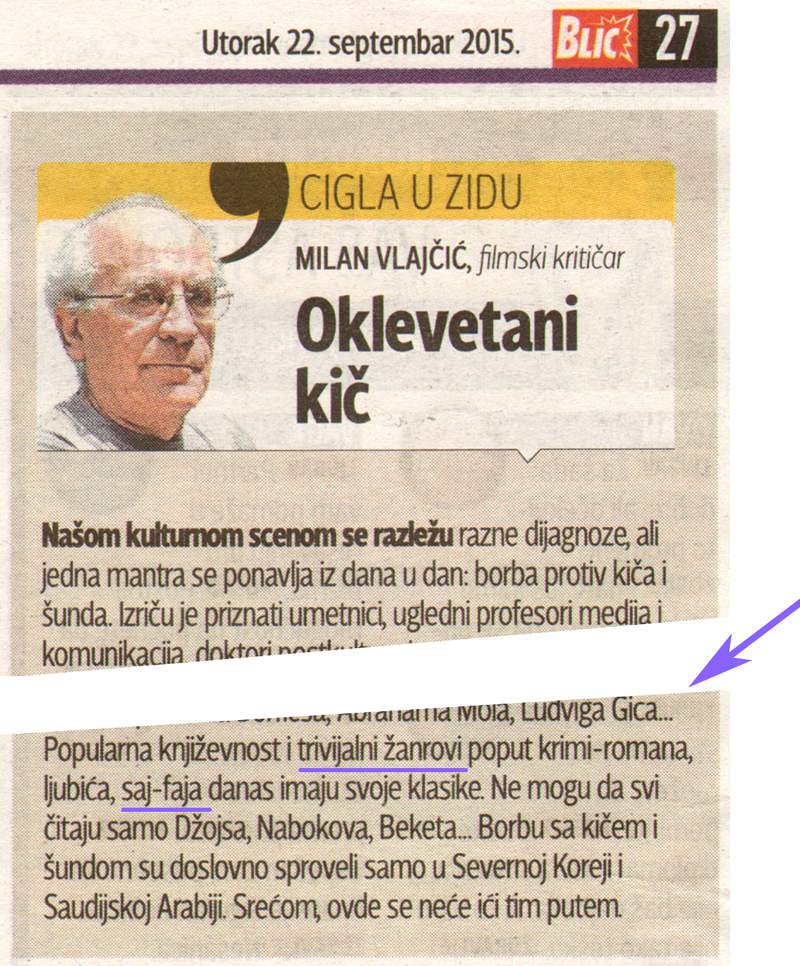 Utorak 22. septembar 2015.
BLIC 27
CIGLA U ZIDU
MILAN VLAJČIĆ, filmski kritičar
Oklevetani
kič
Našom kulturnom scenom se razležu razne dijagnoze, ali
jedna mantra se ponavlja iz dana u dan: borba protiv kiča i
šunda. Izriču je priznati umetnici, ugledni profesori medija i
komunikacija, doktori
Abrahama Mola, Ludviga Gica...
Popularna književnost i trivijalni žanrovi poput krimi-romana,
ljubića, saj-faja danas imaju svoje klasike. Ne mogu da svi
čitaju samo Džojsa, Nabokova, Beketa... Borbu sa kičem i
šundom su doslovno sproveli samo u Severnoj Koreji i
Saudijskoj Arabiji. Srećom, ovde se neće ići tim putem.